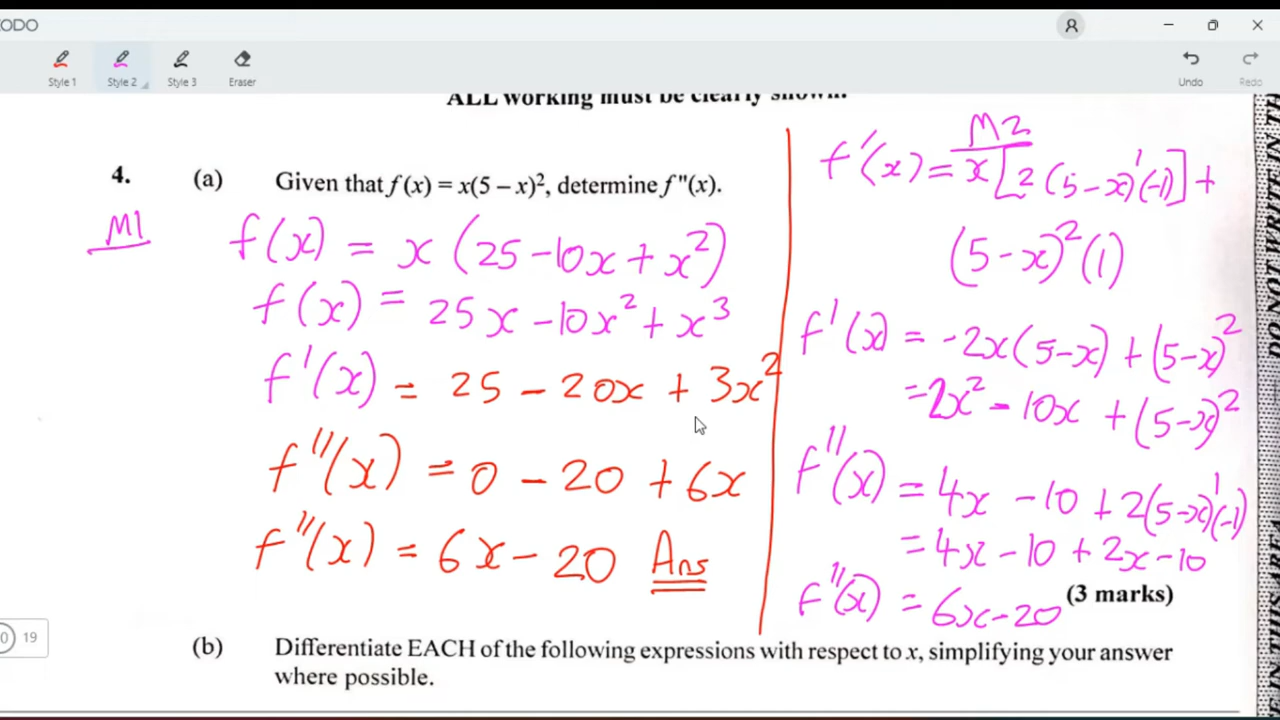 ODO
Style 1
Style 2
Style 3
Eraser
Undo
Redo
ALL working must be clearly shown.
4. (a) Given that f(x) = x(5 – x)², determine f "(x).
M1
f(x) = x (25 - 10x + x²)
f(x) = 25x - 10x² + x³
f'(x) = 25 - 20x + 3x²
f''(x) = 0 - 20 + 6x
f''(x) = 6x - 20 Ans
M2
f'(x) = x [2 (5 - x)¹(-1)] +
(5 - x)² (1)
f'(x) = -2x(5-x) + (5-x)²
= 2x² - 10x + (5-x)²
f''(x) = 4x - 10 + 2(5-x)¹(-1)
= 4x - 10 + 2x - 10
f''(x) = 6x - 20
(3 marks)
19
(b) Differentiate EACH of the following expressions with respect to x, simplifying your answer
where possible.